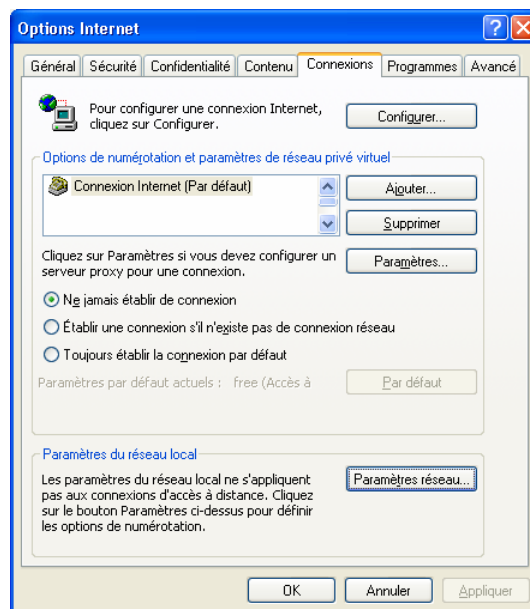 Options Internet
Général Sécurité Confidentialité Contenu Connexions Programmes Avancé
Pour configurer une connexion Internet,
cliquez sur Configurer.
Configurer...
Options de numérotation et paramètres de réseau privé virtuel
Connexion Internet (Par défaut)
Ajouter...
Supprimer
Cliquez sur Paramètres si vous devez configurer un
serveur proxy pour une connexion.
Paramètres...
Ne jamais établir de connexion
Établir une connexion s'il n'existe pas de connexion réseau
Toujours établir la connexion par défaut
Paramètres par défaut actuels : free (Accès à
Par défaut
Paramètres du réseau local
Les paramètres du réseau local ne s'appliquent
pas aux connexions d'accès à distance. Cliquez
sur le bouton Paramètres ci-dessus pour définir
les options de numérotation.
Paramètres réseau...
OK Annuler Appliquer